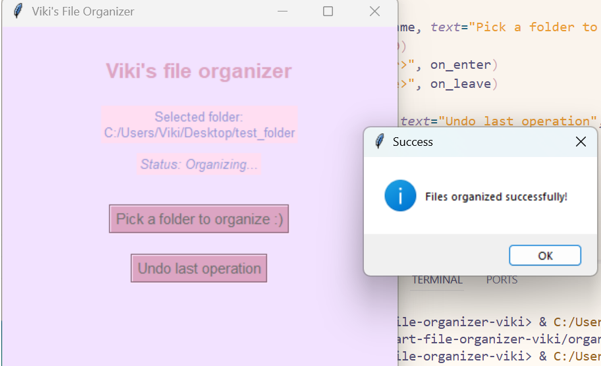 Viki's File Organizer
Viki's file organizer
Selected folder:
C:/Users/Viki/Desktop/test_folder
Status: Organizing...
Pick a folder to organize :)
Undo last operation
text="Pick a folder to
>", on_enter)
>", on_leave)
text="Undo last operation",
Success
Files organized successfully!
OK
TERMINAL PORTS
ile-organizer-viki> & C:/User
art-file-organizer-viki/organ
ile-organizer-viki> & C:/User